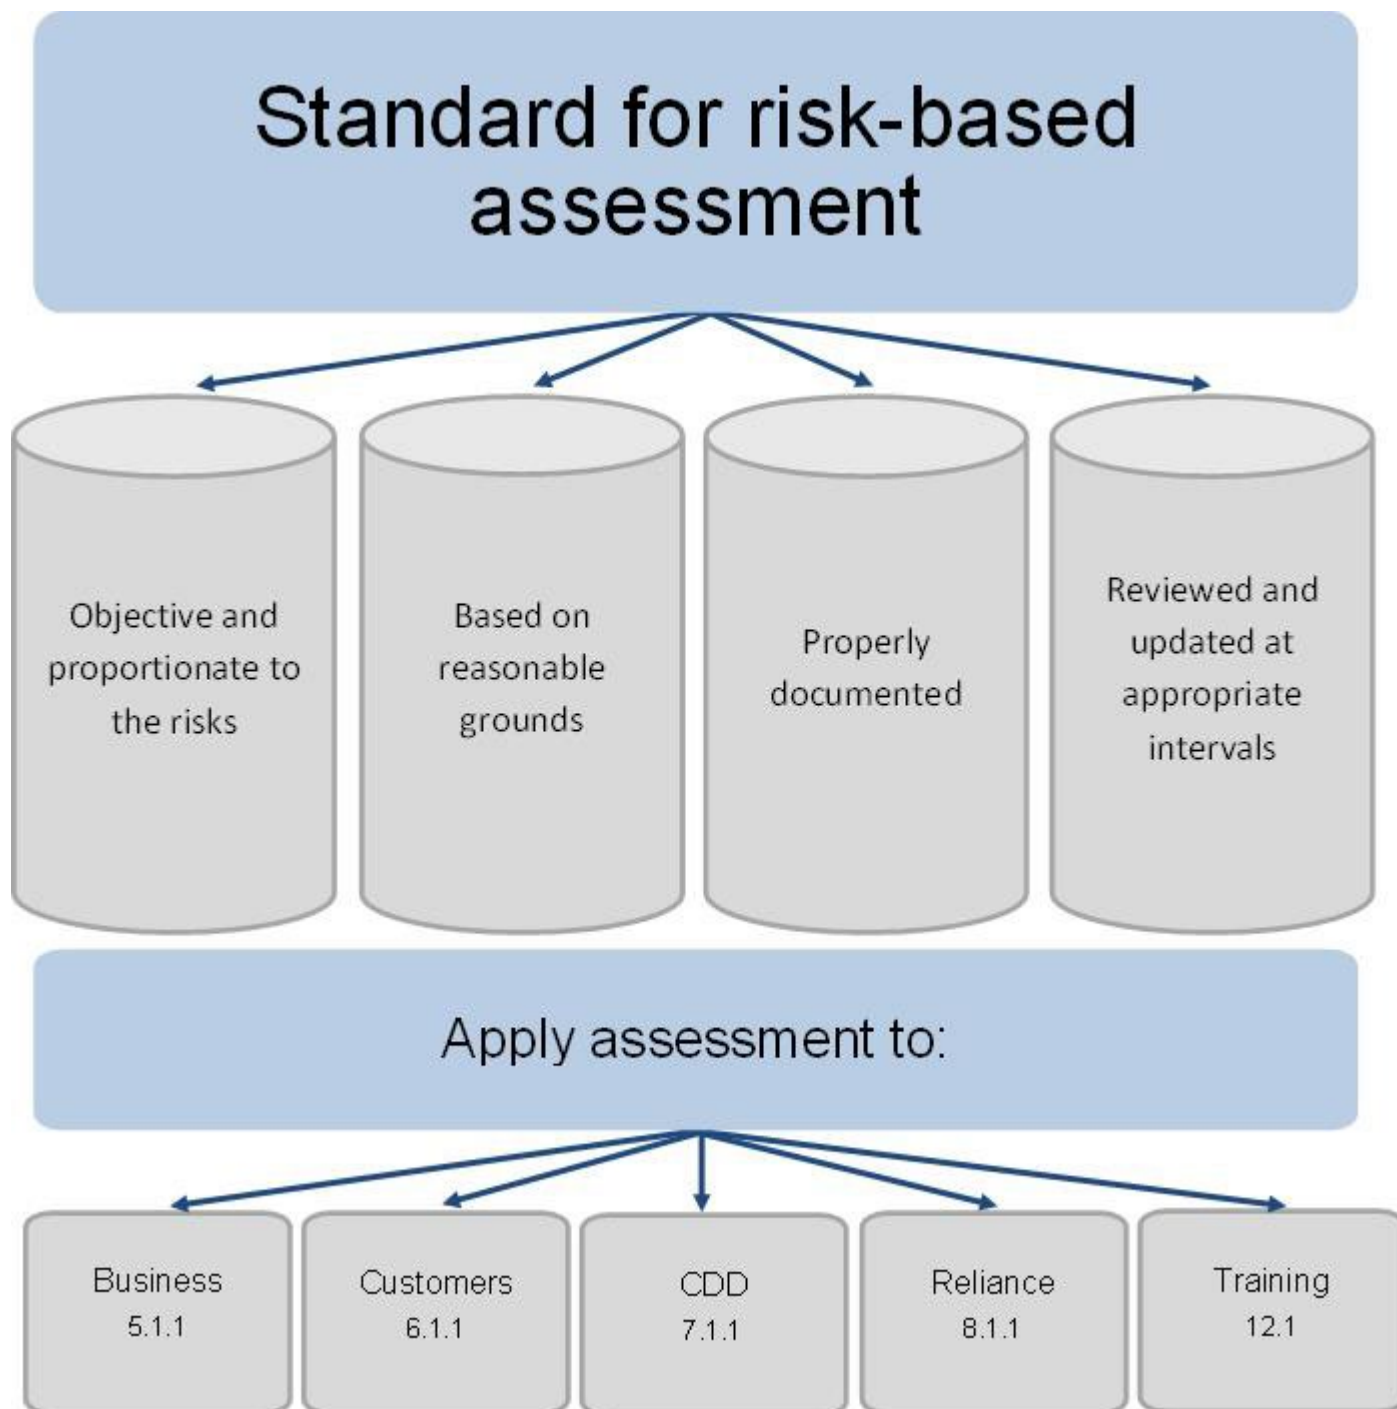 Standard for risk-based
assessment
Objective and
proportionate to
the risks
Based on
reasonable
grounds
Properly
documented
Reviewed and
updated at
appropriate
intervals
Apply assessment to:
Business
5.1.1
Customers
6.1.1
CDD
7.1.1
Reliance
8.1.1
Training
12.1